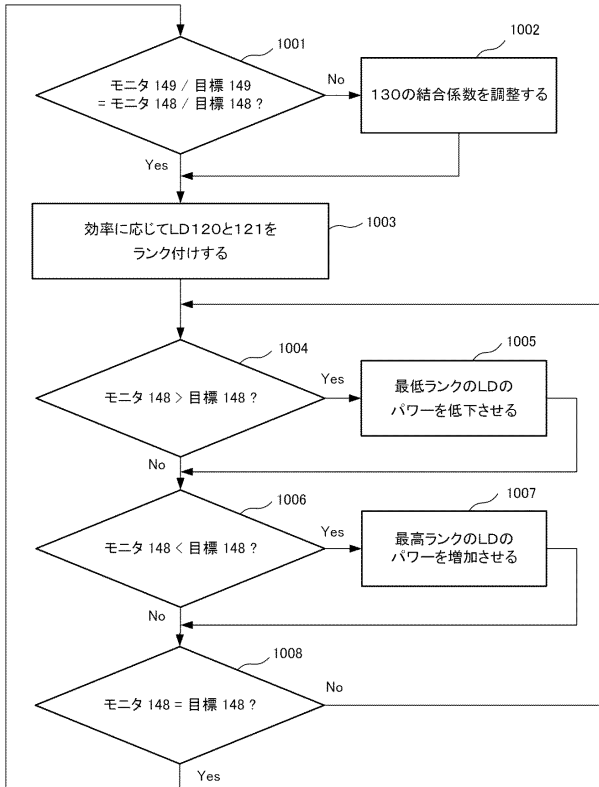 1001
モニタ 149 / 目標 149
= モニタ 148 / 目標 148 ?
No
1002
130の結合係数を調整する
Yes
1003
効率に応じてLD120と121を
ランク付けする
1004
モニタ 148 > 目標 148 ?
Yes
1005
最低ランクのLDの
パワーを低下させる
No
1006
モニタ 148 < 目標 148 ?
Yes
1007
最高ランクのLDの
パワーを増加させる
No
1008
モニタ 148 = 目標 148 ?
No
Yes